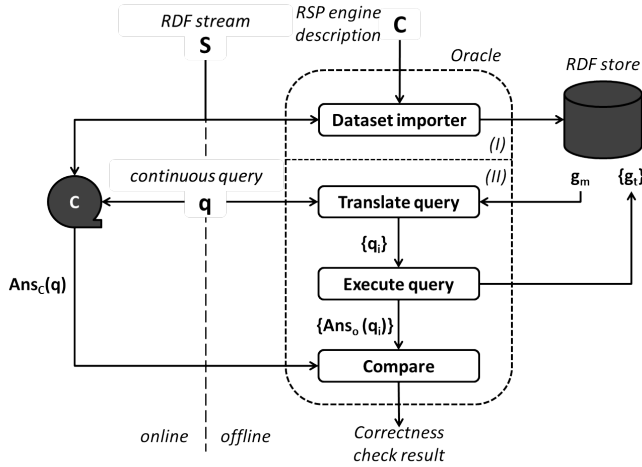 RDF stream
S
RSP engine
description
C
Oracle
RDF store
Dataset importer
(I)
(II)
continuous query
q
C
Translate query
gm
{gt}
{qi}
Execute query
AnsC(q)
{Anso (qi)}
Compare
online
offline
Correctness
check result